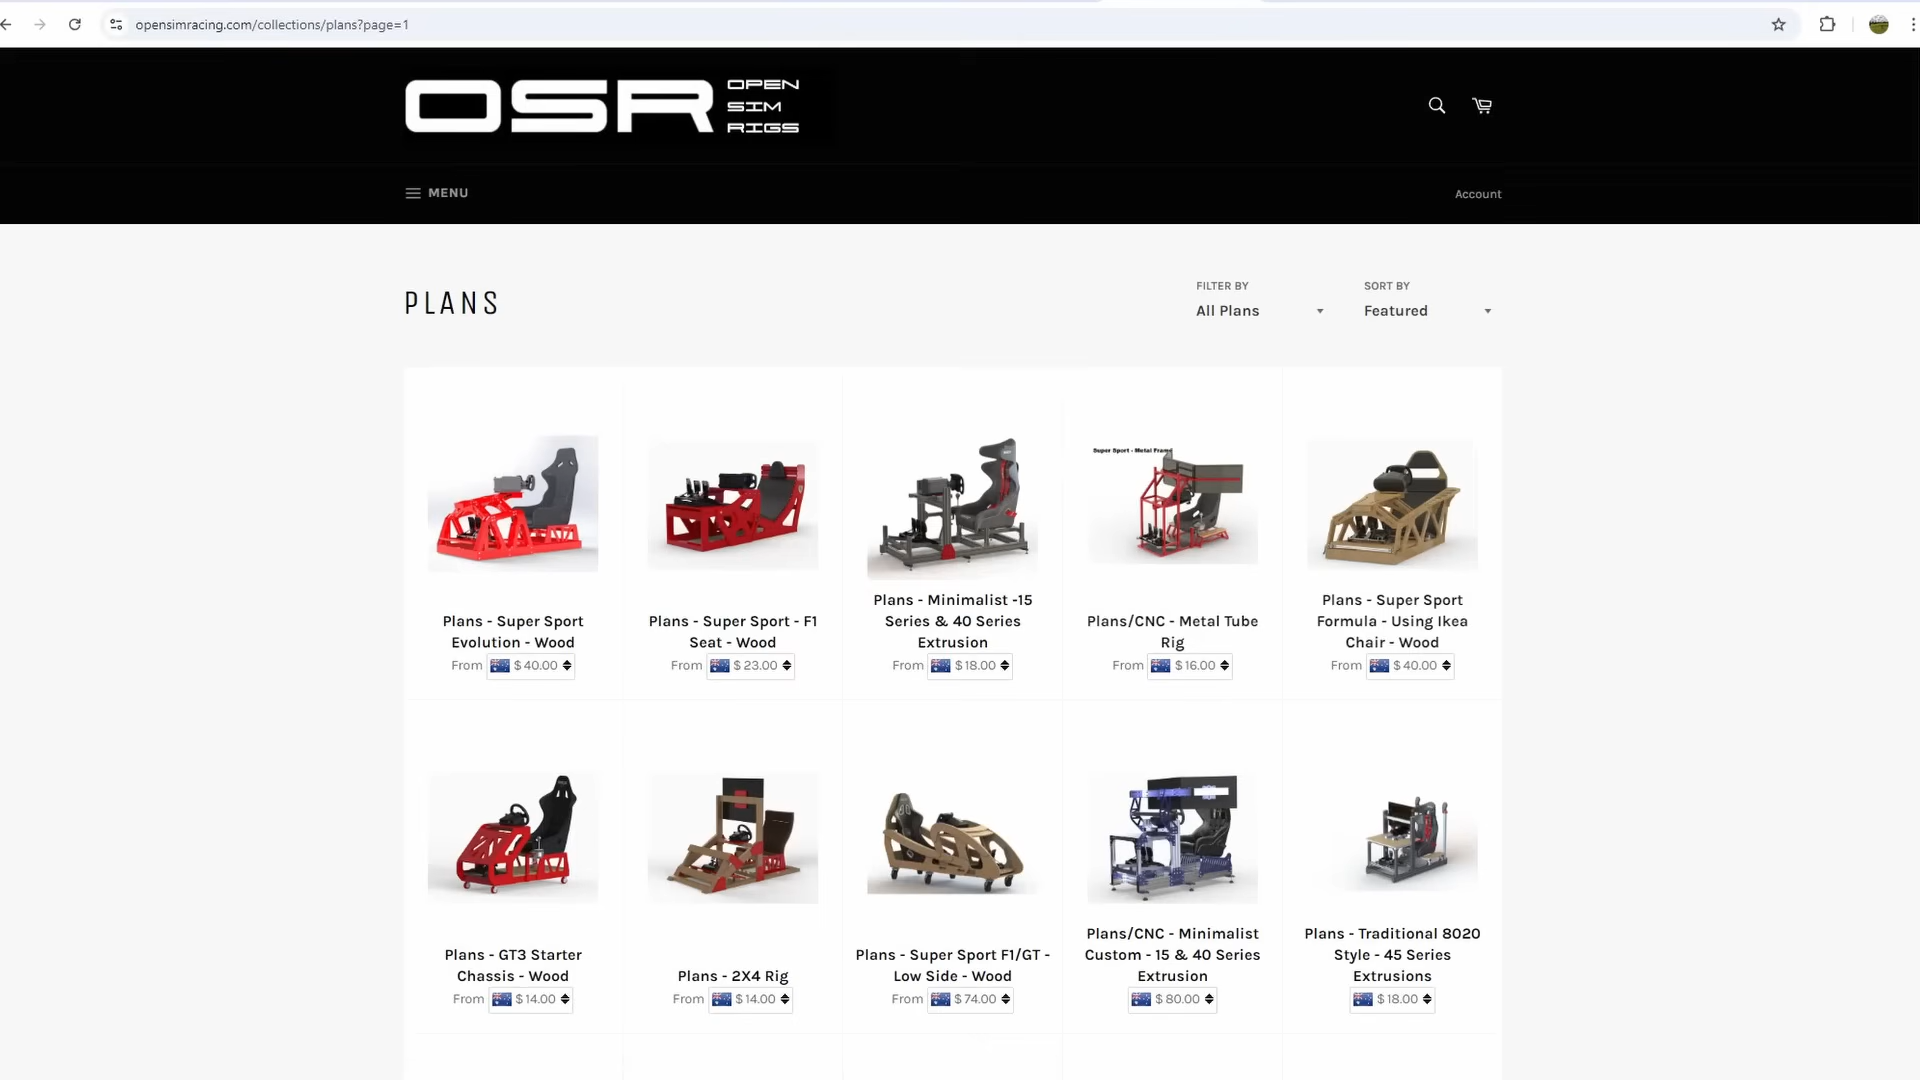 opensimracing.com/collections/plans?page=1
OSR OPEN
SIM
RIGS
MENU
Account
PLANS
FILTER BY
All Plans
SORT BY
Featured
Super Sport - Metal Frame
Plans - Super Sport
Evolution - Wood
From $ 40.00
Plans - Super Sport - F1
Seat - Wood
From $ 23.00
Plans - Minimalist -15
Series & 40 Series
Extrusion
From $ 18.00
Plans/CNC - Metal Tube
Rig
From $ 16.00
Plans - Super Sport
Formula - Using Ikea
Chair - Wood
From $ 40.00
Plans - GT3 Starter
Chassis - Wood
From $ 14.00
Plans - 2X4 Rig
From $ 14.00
Plans - Super Sport F1/GT -
Low Side - Wood
From $ 74.00
Plans/CNC - Minimalist
Custom - 15 & 40 Series
Extrusion
$ 80.00
Plans - Traditional 8020
Style - 45 Series
Extrusions
$ 18.00